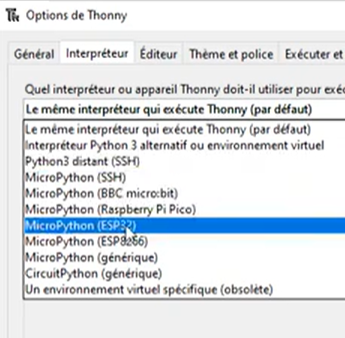 Options de Thonny
Général Interpréteur Éditeur Thème et police Exécuter et
Quel interpréteur ou appareil Thonny doit-il utiliser pour exéc
Le même interpréteur qui exécute Thonny (par défaut)
Le même interpréteur qui exécute Thonny (par défaut)
Interpréteur Python 3 alternatif ou environnement virtuel
Python3 distant (SSH)
MicroPython (SSH)
MicroPython (BBC micro:bit)
MicroPython (Raspberry Pi Pico)
MicroPython (ESP32)
MicroPython (ESP8266)
MicroPython (générique)
CircuitPython (générique)
Un environnement virtuel spécifique (obsolète)